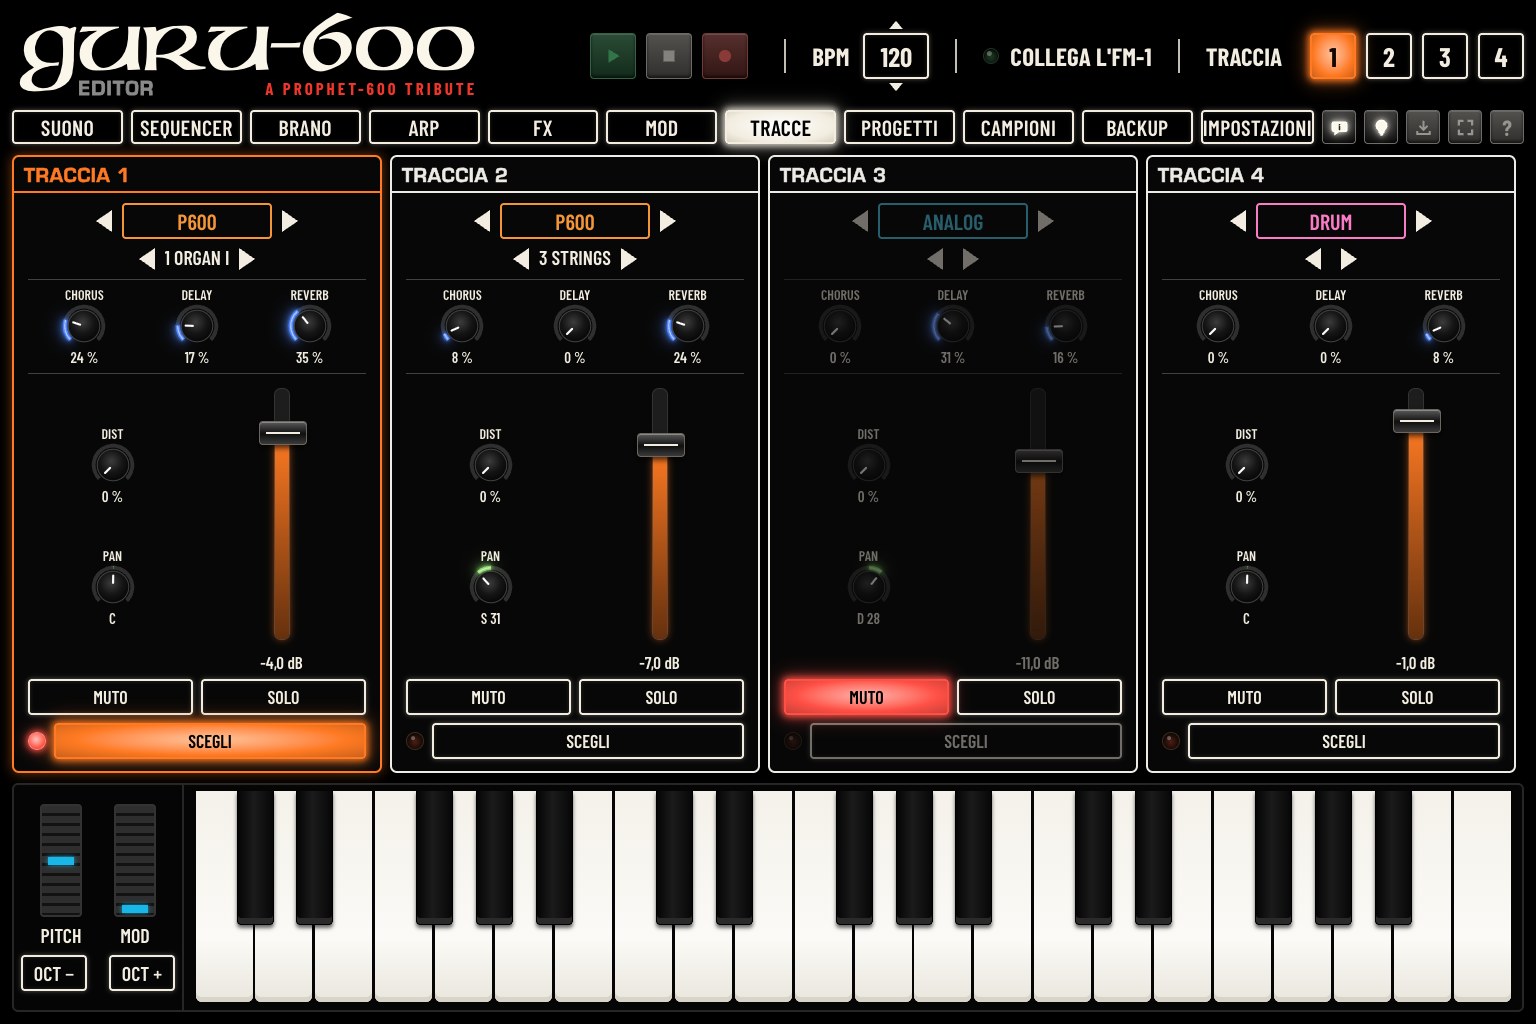 guru-600
EDITOR
A PROPHET-600 TRIBUTE
BPM 120
COLLEGA L'FM-1
TRACCIA 1 2 3 4
SUONO SEQUENCER BRANO ARP FX MOD TRACCE PROGETTI CAMPIONI BACKUP IMPOSTAZIONI ?
TRACCIA 1
P600
1 ORGAN I
CHORUS DELAY REVERB
24 % 17 % 35 %
DIST
0 %
PAN
C
-4,0 dB
MUTO SOLO
SCEGLI
TRACCIA 2
P600
3 STRINGS
CHORUS DELAY REVERB
8 % 0 % 24 %
DIST
0 %
PAN
S 31
-7,0 dB
MUTO SOLO
SCEGLI
TRACCIA 3
ANALOG
CHORUS DELAY REVERB
0 % 31 % 16 %
DIST
0 %
PAN
D 28
-11,0 dB
MUTO SOLO
SCEGLI
TRACCIA 4
DRUM
CHORUS DELAY REVERB
0 % 0 % 8 %
DIST
0 %
PAN
C
-1,0 dB
MUTO SOLO
SCEGLI
PITCH MOD
OCT − OCT +